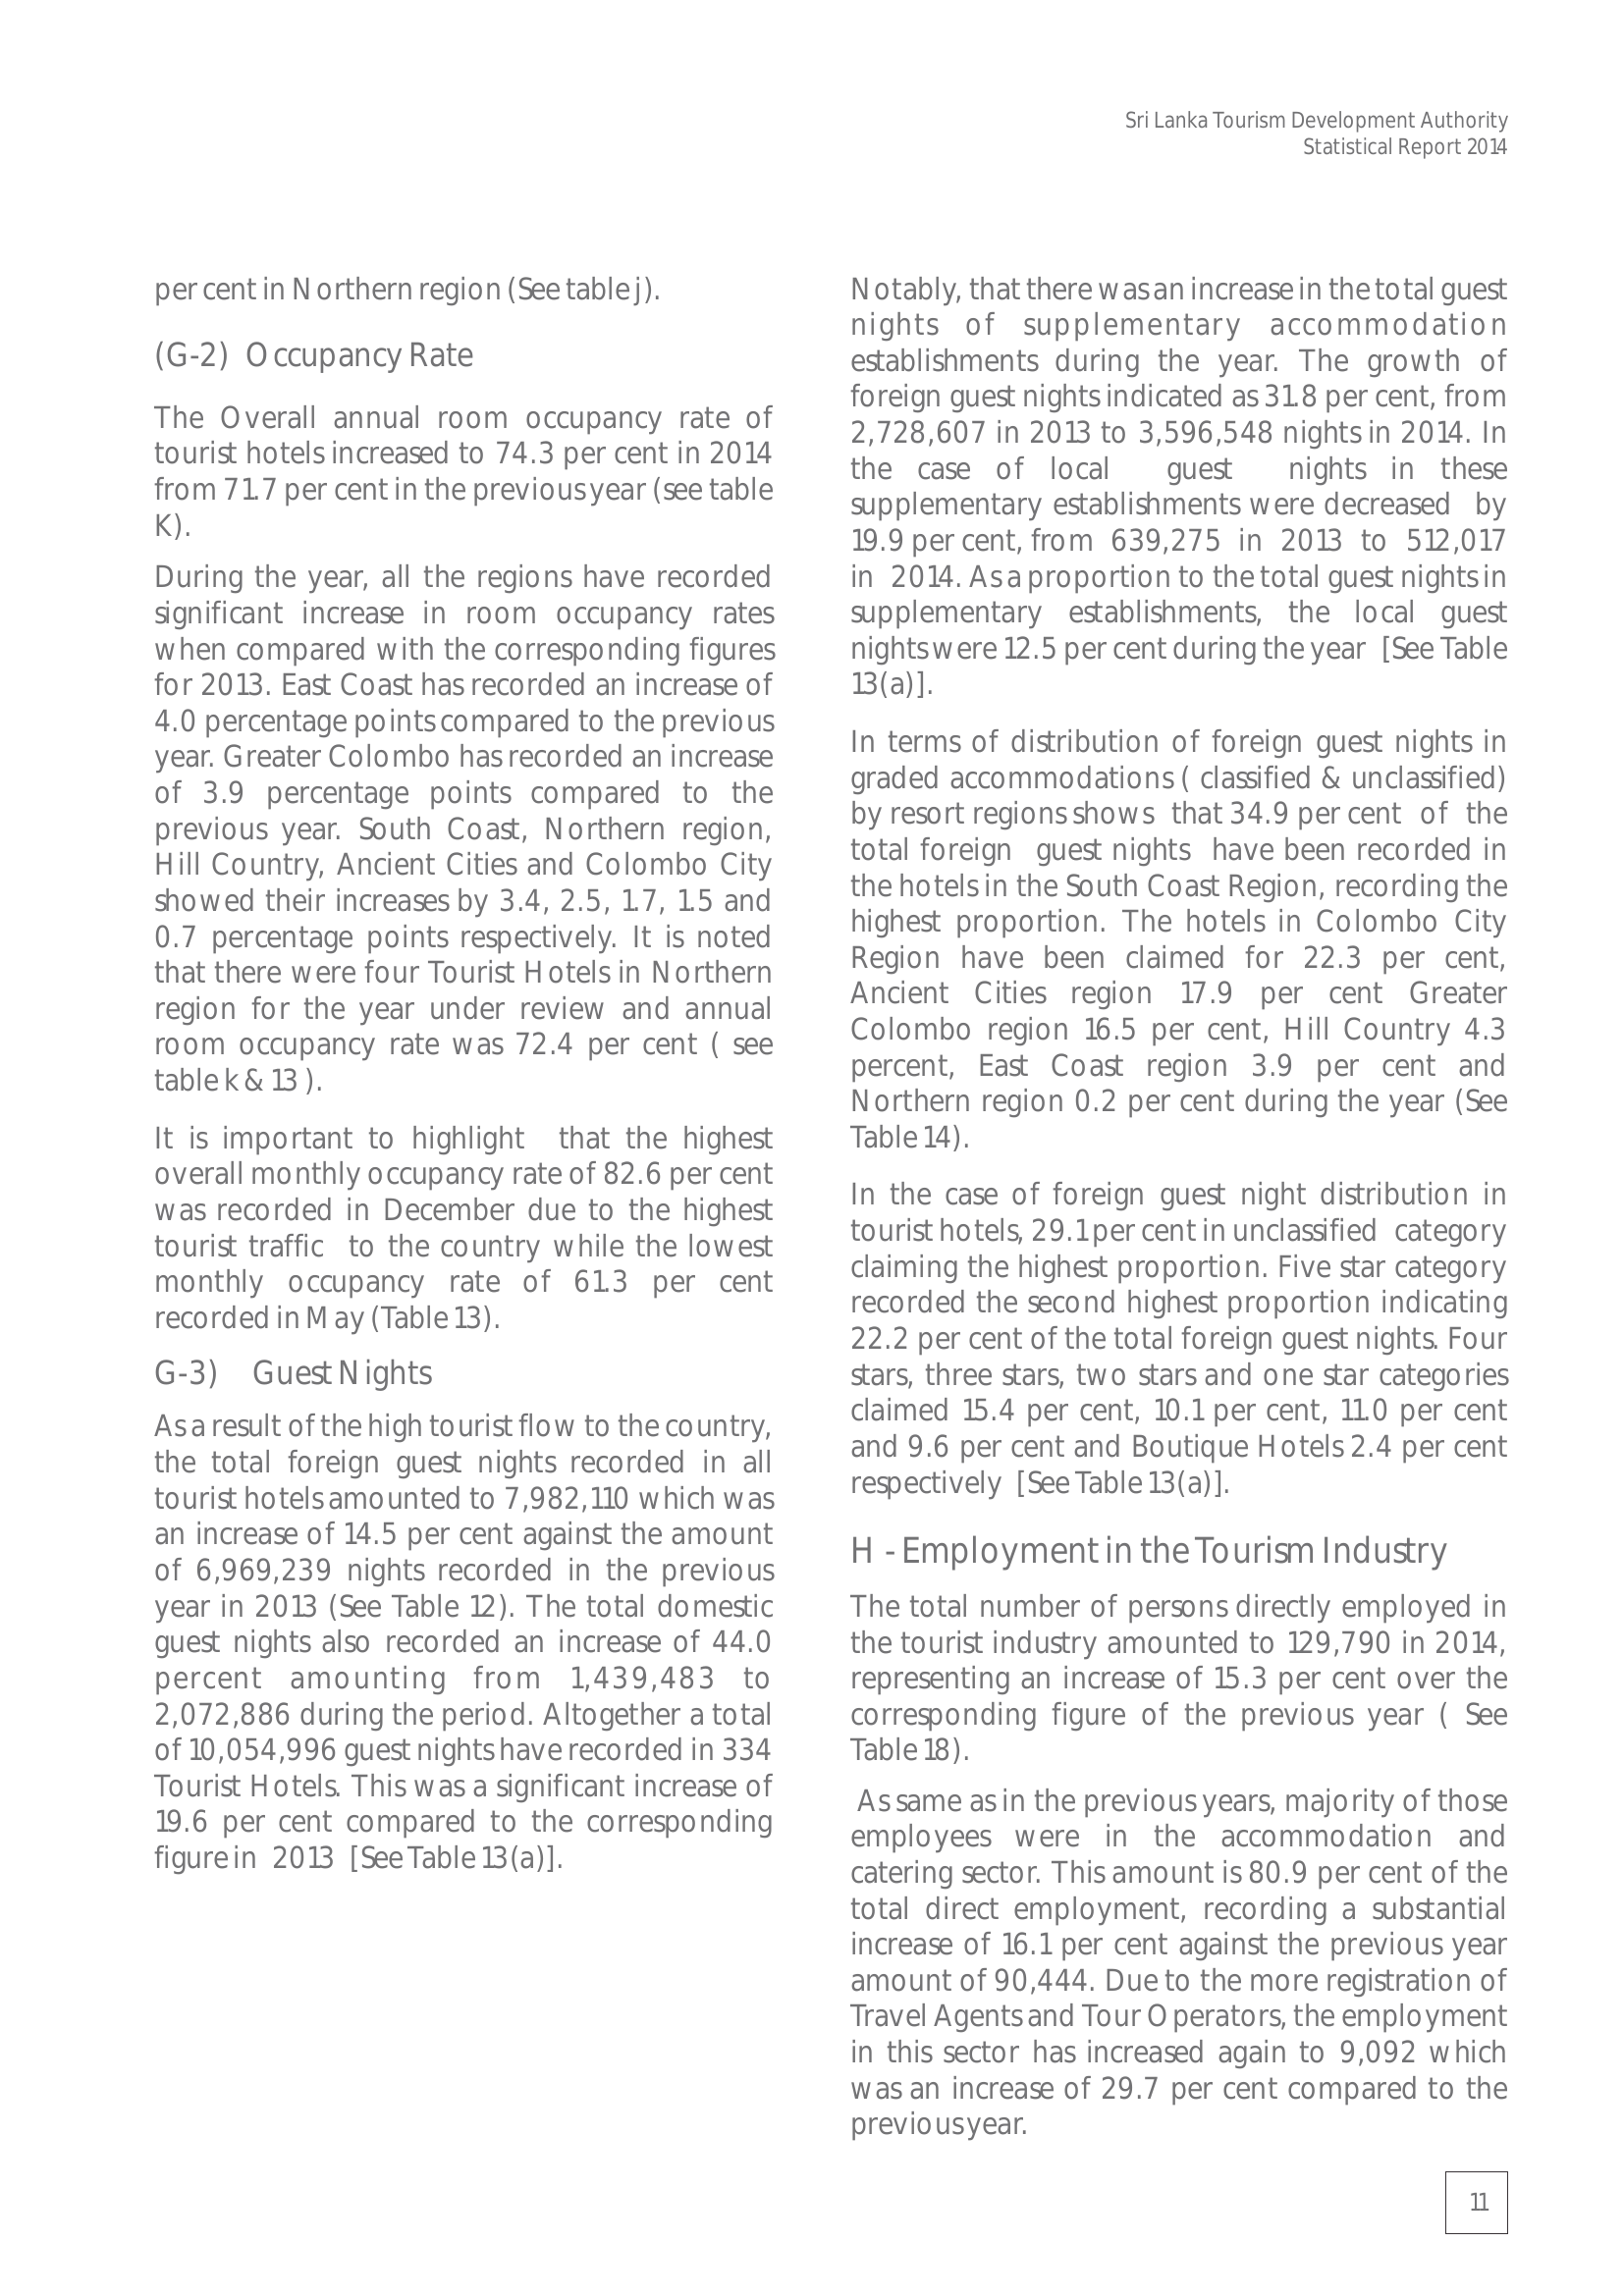 Sri Lanka Tourism Development Authority
Statistical Report 2014
per cent in Northern region (See table j).
(G-2) Occupancy Rate
The Overall annual room occupancy rate of
tourist hotels increased to 74.3 per cent in 2014
from 71.7 per cent in the previous year (see table
K).
During the year, all the regions have recorded
significant increase in room occupancy rates
when compared with the corresponding figures
for 2013. East Coast has recorded an increase of
4.0 percentage points compared to the previous
year. Greater Colombo has recorded an increase
of 3.9 percentage points compared to the
previous year. South Coast, Northern region,
Hill Country, Ancient Cities and Colombo City
showed their increases by 3.4, 2.5, 1.7, 1.5 and
0.7 percentage points respectively. It is noted
that there were four Tourist Hotels in Northern
region for the year under review and annual
room occupancy rate was 72.4 per cent ( see
table k & 13 ).
It is important to highlight that the highest
overall monthly occupancy rate of 82.6 per cent
was recorded in December due to the highest
tourist traffic to the country while the lowest
monthly occupancy rate of 61.3 per cent
recorded in May (Table 13).
G-3) Guest Nights
As a result of the high tourist flow to the country,
the total foreign guest nights recorded in all
tourist hotels amounted to 7,982,110 which was
an increase of 14.5 per cent against the amount
of 6,969,239 nights recorded in the previous
year in 2013 (See Table 12). The total domestic
guest nights also recorded an increase of 44.0
percent amounting from 1,439,483 to
2,072,886 during the period. Altogether a total
of 10,054,996 guest nights have recorded in 334
Tourist Hotels. This was a significant increase of
19.6 per cent compared to the corresponding
figure in 2013 [See Table 13(a)].
Notably, that there was an increase in the total guest
nights of supplementary accommodation
establishments during the year. The growth of
foreign guest nights indicated as 31.8 per cent, from
2,728,607 in 2013 to 3,596,548 nights in 2014. In
the case of local guest nights in these
supplementary establishments were decreased by
19.9 per cent, from 639,275 in 2013 to 512,017
in 2014. As a proportion to the total guest nights in
supplementary establishments, the local guest
nights were 12.5 per cent during the year [See Table
13(a)].
In terms of distribution of foreign guest nights in
graded accommodations ( classified & unclassified)
by resort regions shows that 34.9 per cent of the
total foreign guest nights have been recorded in
the hotels in the South Coast Region, recording the
highest proportion. The hotels in Colombo City
Region have been claimed for 22.3 per cent,
Ancient Cities region 17.9 per cent Greater
Colombo region 16.5 per cent, Hill Country 4.3
percent, East Coast region 3.9 per cent and
Northern region 0.2 per cent during the year (See
Table 14).
In the case of foreign guest night distribution in
tourist hotels, 29.1per cent in unclassified category
claiming the highest proportion. Five star category
recorded the second highest proportion indicating
22.2 per cent of the total foreign guest nights. Four
stars, three stars, two stars and one star categories
claimed 15.4 per cent, 10.1 per cent, 11.0 per cent
and 9.6 per cent and Boutique Hotels 2.4 per cent
respectively [See Table 13(a)].
H - Employment in the Tourism Industry
The total number of persons directly employed in
the tourist industry amounted to 129,790 in 2014,
representing an increase of 15.3 per cent over the
corresponding figure of the previous year ( See
Table 18).
As same as in the previous years, majority of those
employees were in the accommodation and
catering sector. This amount is 80.9 per cent of the
total direct employment, recording a substantial
increase of 16.1 per cent against the previous year
amount of 90,444. Due to the more registration of
Travel Agents and Tour Operators, the employment
in this sector has increased again to 9,092 which
was an increase of 29.7 per cent compared to the
previous year.
11